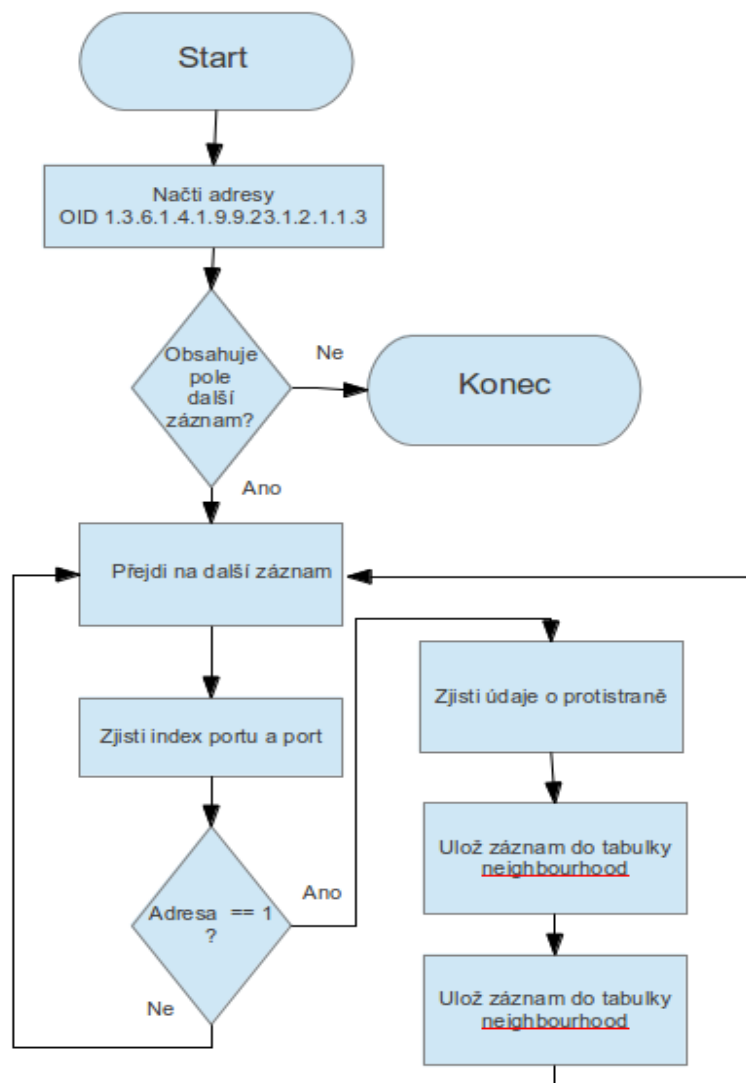 Start
Načti adresy
OID 1.3.6.1.4.1.9.9.23.1.2.1.1.3
Obsahuje
pole
další
záznam?
Ne
Konec
Ano
Přejdi na další záznam
Zjisti index portu a port
Adresa == 1
?
Ano
Ne
Zjisti údaje o protistraně
Ulož záznam do tabulky
neighbourhood
Ulož záznam do tabulky
neighbourhood